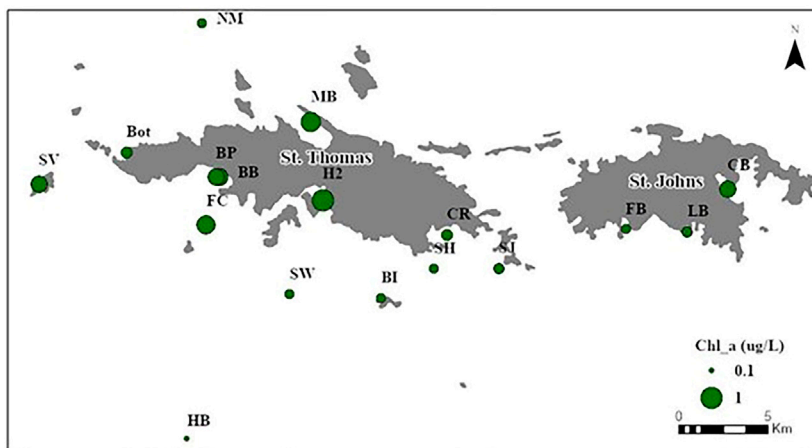 NM
N
MB
Bot
SV
BP
BB
St. Thomas
H2
St. Johns
CB
FC
CR
FB
LB
SH
SJ
SW
BI
HB
Chl_a (ug/L)
0.1
1
0 5
Km